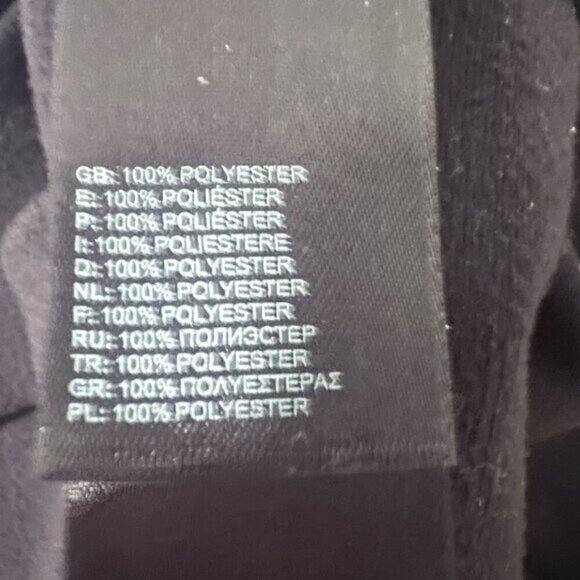 GB: 100% POLYESTER
E: 100% POLIÉSTER
P: 100% POLIÉSTER
I: 100% POLIESTERE
D: 100% POLYESTER
NL: 100% POLYESTER
F: 100% POLYESTER
RU: 100% ПОЛИЭСТЕР
TR: 100% POLYESTER
GR: 100% ΠΟΛΥΕΣΤΕΡΑΣ
PL: 100% POLYESTER